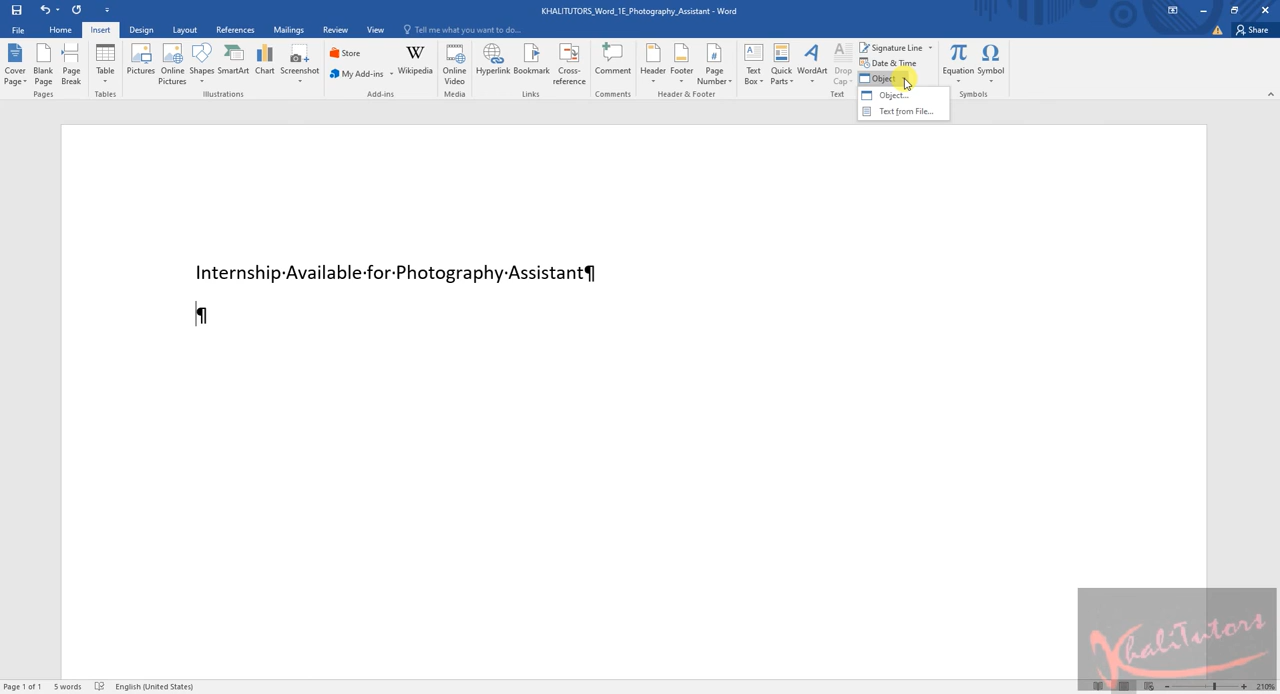 KHALITUTORS_Word_1E_Photography_Assistant - Word
File Home Insert Design Layout References Mailings Review View Tell me what you want to do... Share
Cover Page
Blank Page
Page Break
Table
Pictures
Online Pictures
Shapes
SmartArt
Chart
Screenshot
Store
My Add-ins
Wikipedia
Online Video
Hyperlink
Bookmark
Cross-reference
Comment
Header
Footer
Page Number
Text Box
Quick Parts
WordArt
Drop Cap
Signature Line
Date & Time
Object
Equation
Symbol
Pages Tables Illustrations Add-ins Media Links Comments Header & Footer Text Symbols
Object...
Text from File...
Internship·Available·for·Photography·Assistant¶
¶
KhaliTutors
Page 1 of 1 5 words English (United States) 210%